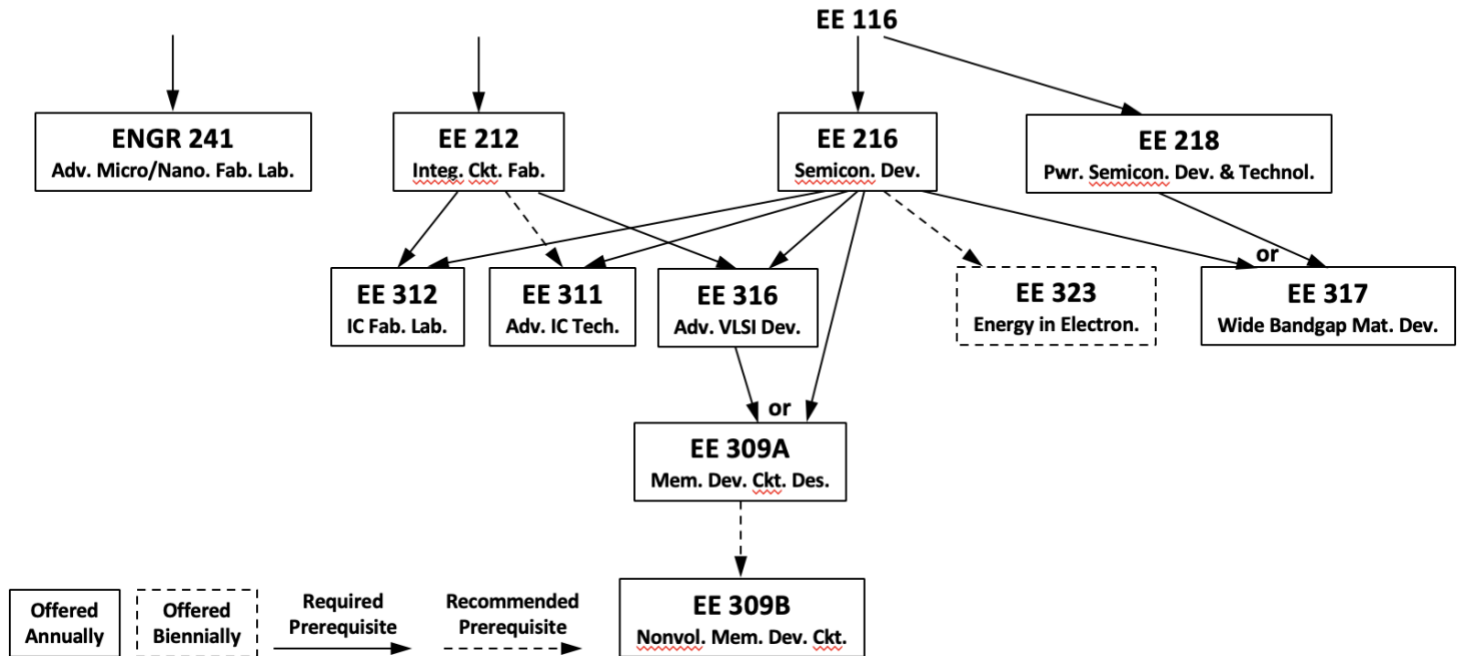 EE 116
ENGR 241
Adv. Micro/Nano. Fab. Lab.
EE 212
Integ. Ckt. Fab.
EE 216
Semicon. Dev.
EE 218
Pwr. Semicon. Dev. & Technol.
or
EE 312
IC Fab. Lab.
EE 311
Adv. IC Tech.
EE 316
Adv. VLSI Dev.
EE 323
Energy in Electron.
EE 317
Wide Bandgap Mat. Dev.
or
EE 309A
Mem. Dev. Ckt. Des.
EE 309B
Nonvol. Mem. Dev. Ckt.
Offered
Annually
Offered
Biennially
Required
Prerequisite
Recommended
Prerequisite